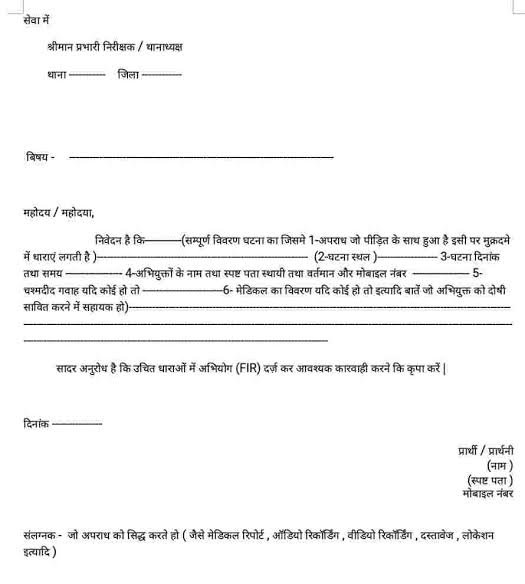 सेवा में
श्रीमान प्रभारी निरीक्षक / थानाध्यक्ष
थाना ---------- जिला -----------
बिषय - ------------------------------------------------------------
महोदय / महोदया,
निवेदन है कि----------(सम्पूर्ण विवरण घटना का जिसमे 1-अपराध जो पीड़ित के साथ हुआ है इसी पर मुक़दमे
में धाराएं लगती है )------------------------------------------------ (2-घटना स्थल )-------------- 3-घटना दिनांक
तथा समय -------------- 4-अभियुक्तों के नाम तथा स्पष्ट पता स्थायी तथा वर्तमान और मोबाइल नंबर -------------- 5-
चश्मदीद गवाह यदि कोई हो तो --------------------6- मेडिकल का विवरण यदि कोई हो तो इत्यादि बातें जो अभियुक्त को दोषी
सावित करने में सहायक हो)------------------------------------------------------------
------------------------------------------------------------
------------------------------------------------------------
सादर अनुरोध है कि उचित धाराओं में अभियोग (FIR) दर्ज़ कर आवश्यक कारवाही करने कि कृपा करें |
दिनांक -------------
प्रार्थी / प्रार्थनी
(नाम )
(स्पष्ट पता )
मोबाइल नंबर
संलग्नक - जो अपराध को सिद्ध करते हो ( जैसे मेडिकल रिपोर्ट , ऑडियो रिकॉर्डिंग , वीडियो रिकॉर्डिंग , दस्तावेज , लोकेशन
इत्यादि )